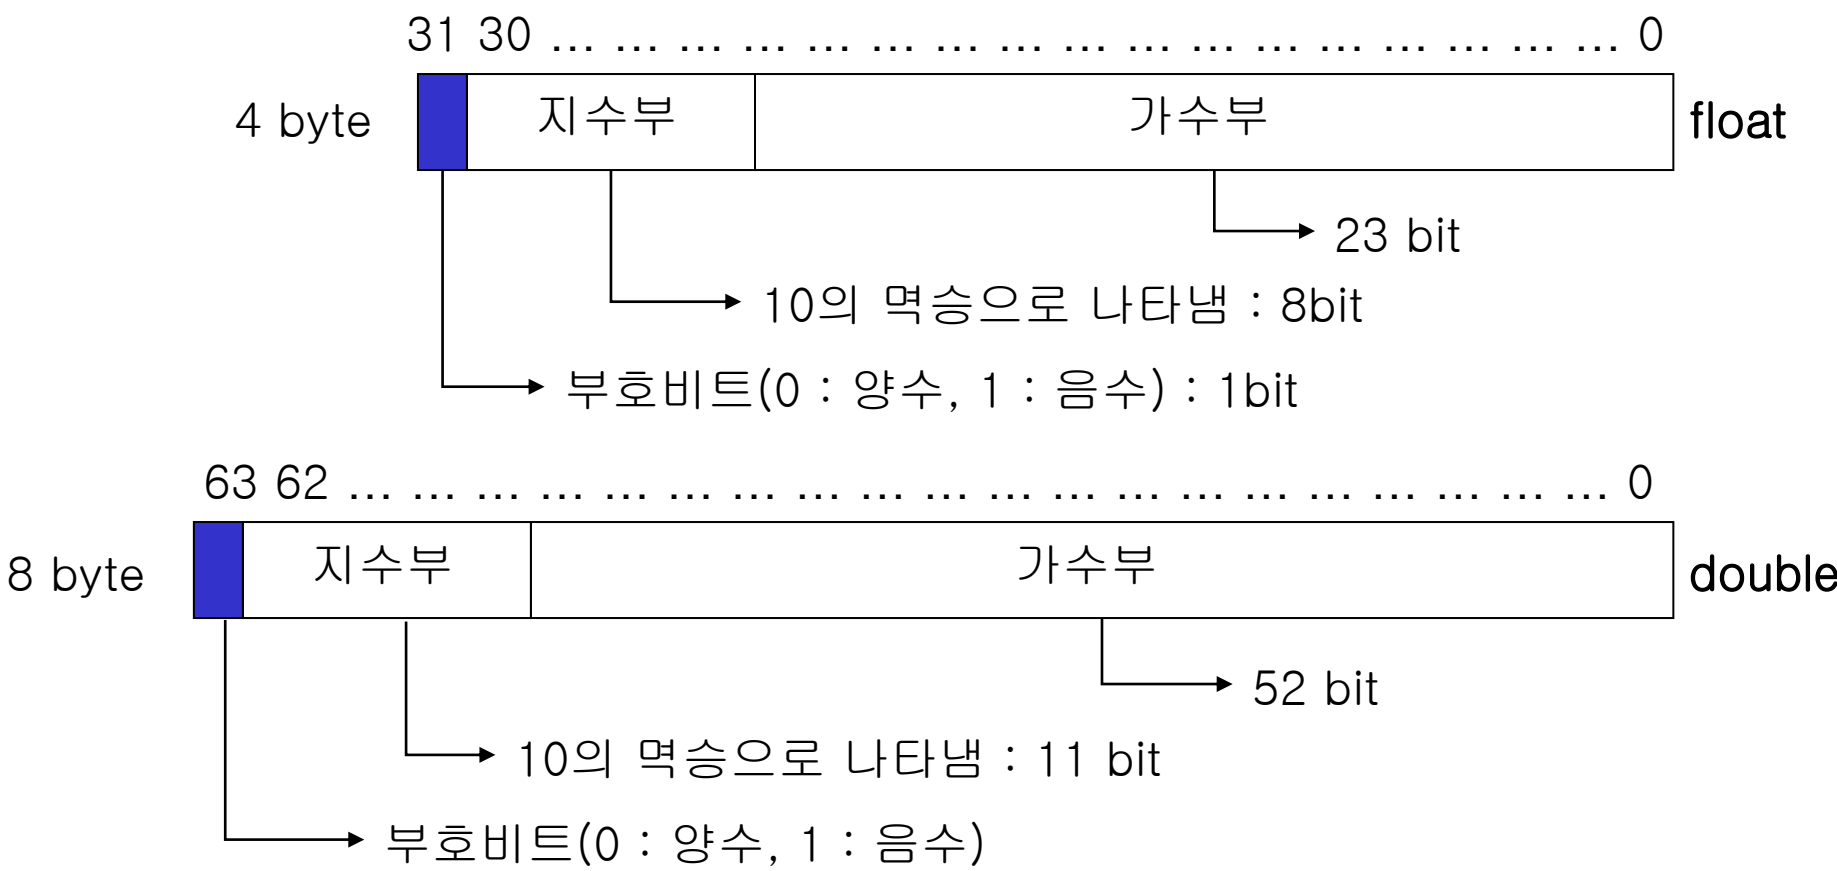 31 30 ... ... ... ... ... ... ... ... ... ... ... ... ... ... ... ... ... 0
4 byte 지수부 가수부 float
23 bit
10의 멱승으로 나타냄 : 8bit
부호비트(0 : 양수, 1 : 음수) : 1bit
63 62 ... ... ... ... ... ... ... ... ... ... ... ... ... ... ... ... ... ... ... ... 0
8 byte 지수부 가수부 double
52 bit
10의 멱승으로 나타냄 : 11 bit
부호비트(0 : 양수, 1 : 음수)